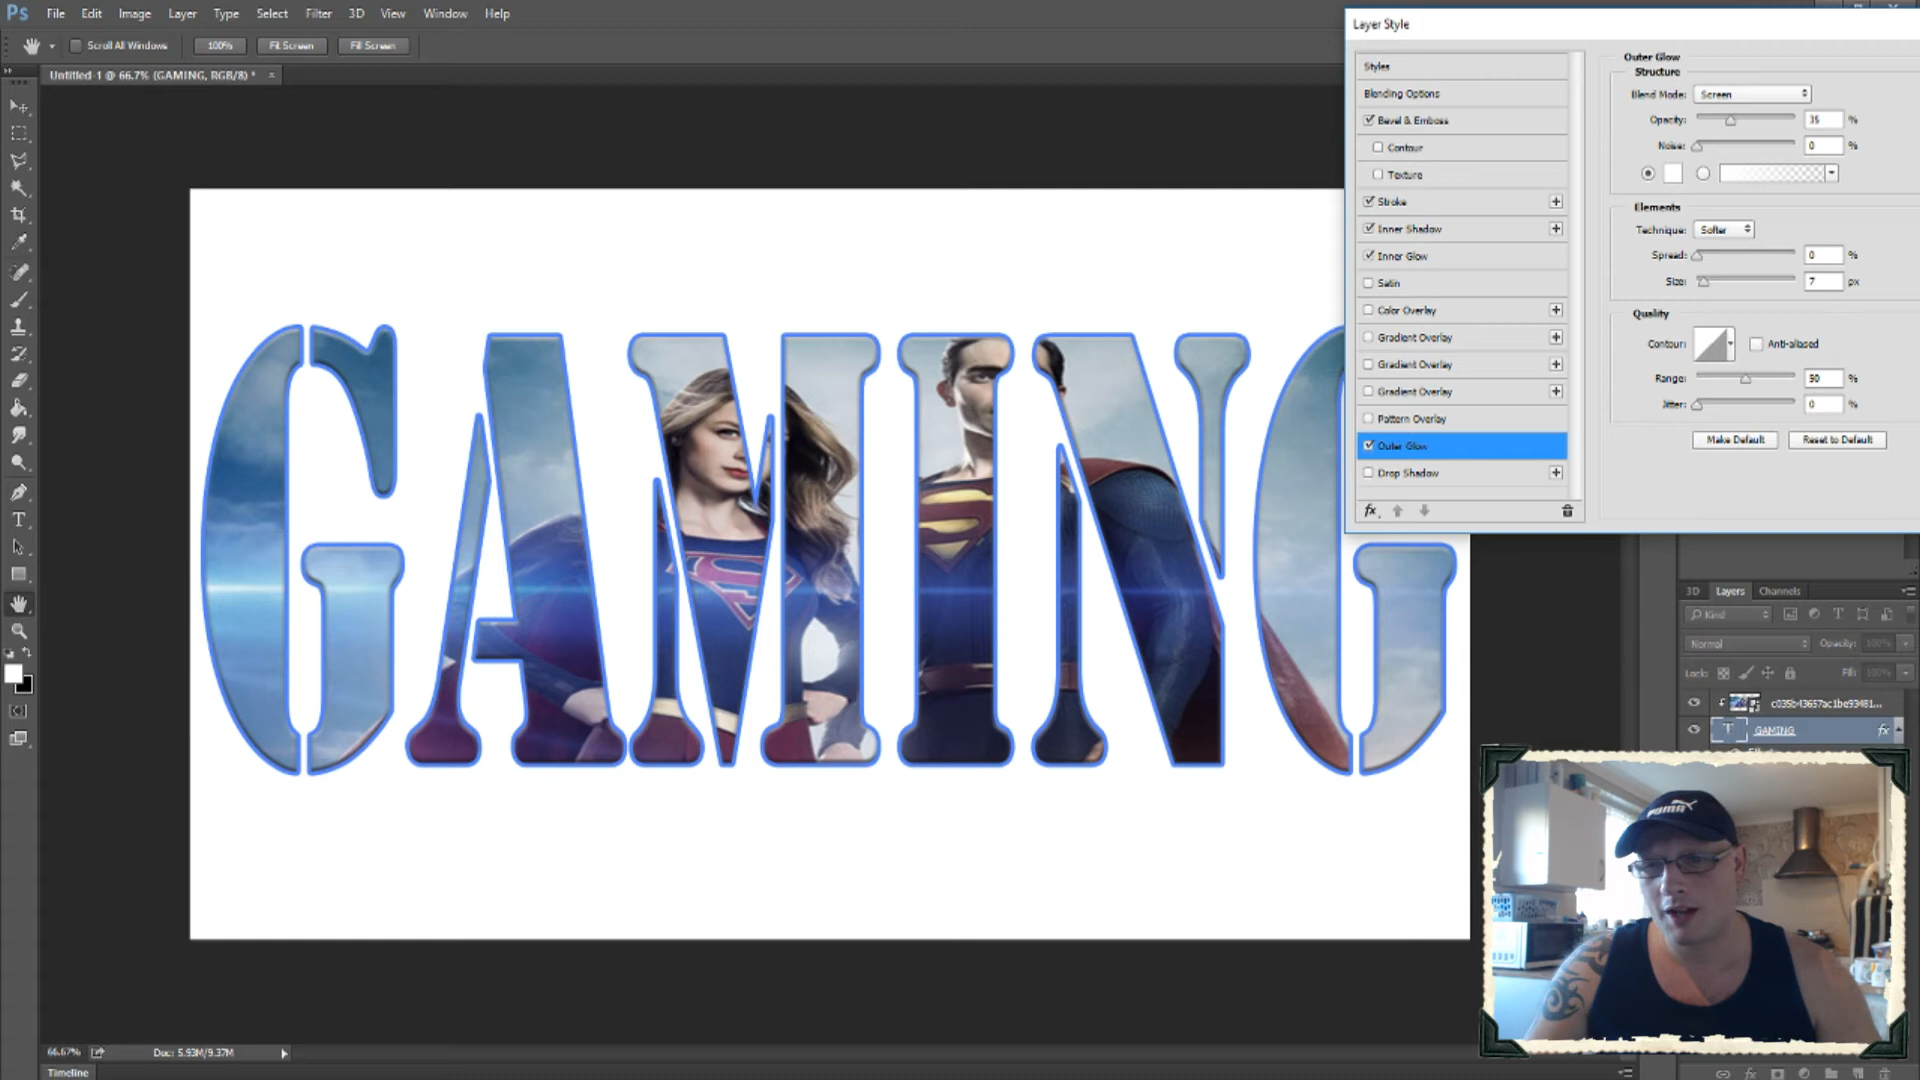 Ps File Edit Image Layer Type Select Filter 3D View Window Help
Scroll All Windows 100% Fit Screen Fill Screen
Untitled-1 @ 66.7% (GAMING, RGB/8) * ×
GAMING
Layer Style
Styles
Blending Options
Bevel & Emboss
Contour
Texture
Stroke
Inner Shadow
Inner Glow
Satin
Color Overlay
Gradient Overlay
Gradient Overlay
Gradient Overlay
Pattern Overlay
Outer Glow
Drop Shadow
fx
Outer Glow
Structure
Blend Mode: Screen
Opacity: 35 %
Noise: 0 %
Elements
Technique: Softer
Spread: 0 %
Size: 7 px
Quality
Contour: Anti-aliased
Range: 50 %
Jitter: 0 %
Make Default Reset to Default
3D Layers Channels
Kind
Normal Opacity: 100%
Locks: Fill: 100%
c035b43657ac1be93481...
T GAMING fx
PUMA
66.67% Doc: 5.93M/9.37M
Timeline